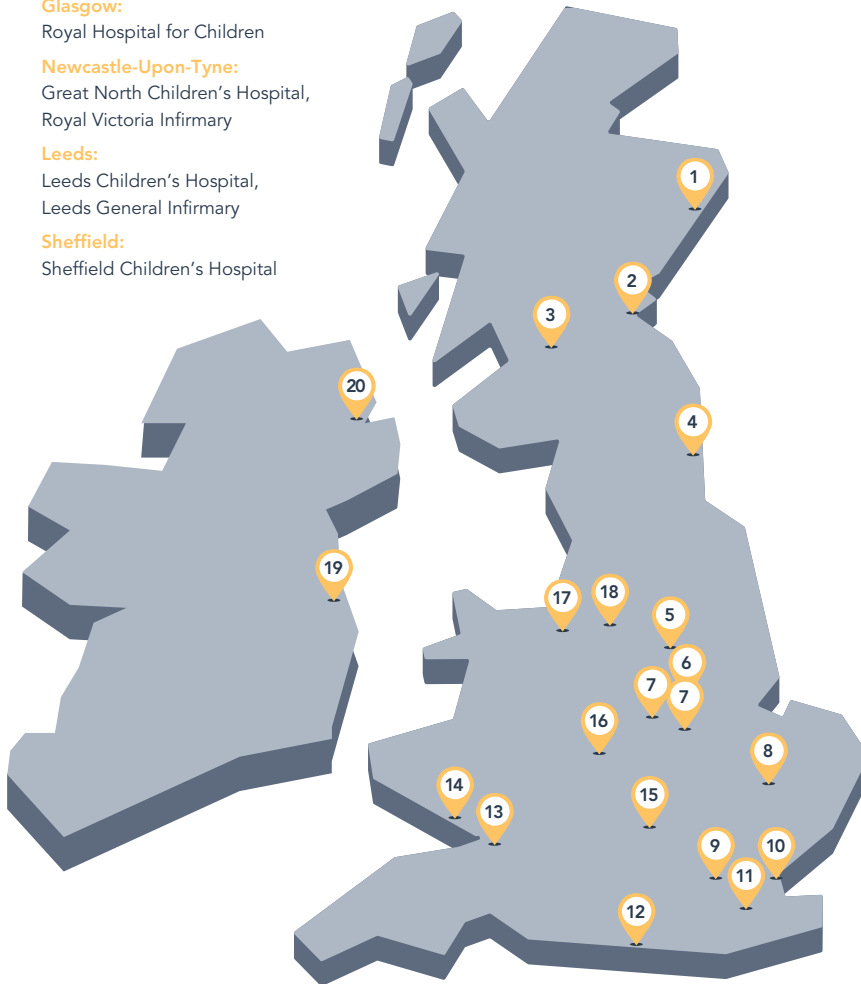 Glasgow:
Royal Hospital for Children
Newcastle-Upon-Tyne:
Great North Children's Hospital,
Royal Victoria Infirmary
Leeds:
Leeds Children's Hospital,
Leeds General Infirmary
Sheffield:
Sheffield Children's Hospital
1
2
3
20
4
19
17
18
5
6
7
7
16
8
14
15
13
9
10
11
12